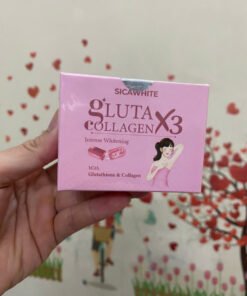 SICAWHITE
gLUTA
COLLAGEN X3
Intense Whitening
With
Glutathione & Collagen